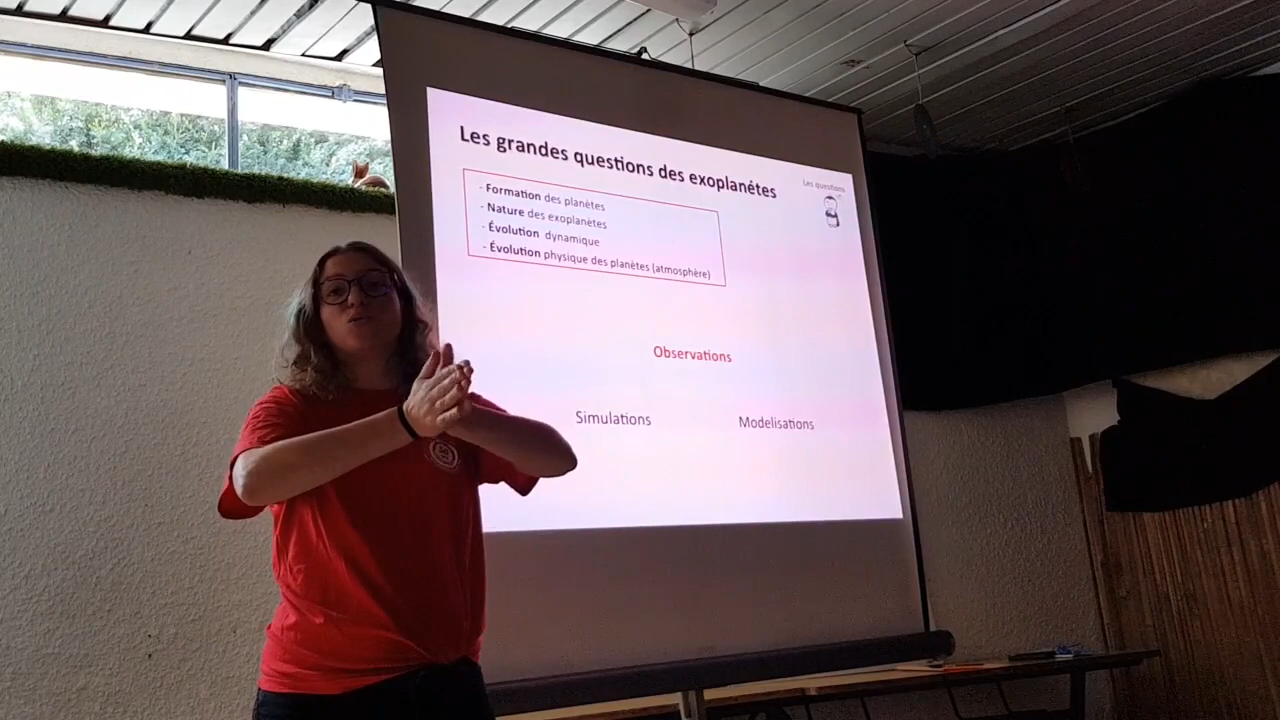 Les grandes questions des exoplanètes
Les questions
- Formation des planètes
- Nature des exoplanètes
- Évolution dynamique
- Évolution physique des planètes (atmosphère)
Observations
Simulations
Modelisations